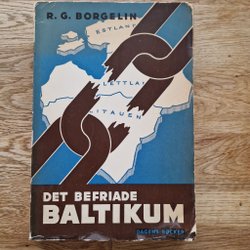 R. G. BORGELIN
ESTLAND
LETTLAND
LITAUEN
DET BEFRIADE
BALTIKUM
DAGENS BÖCKER